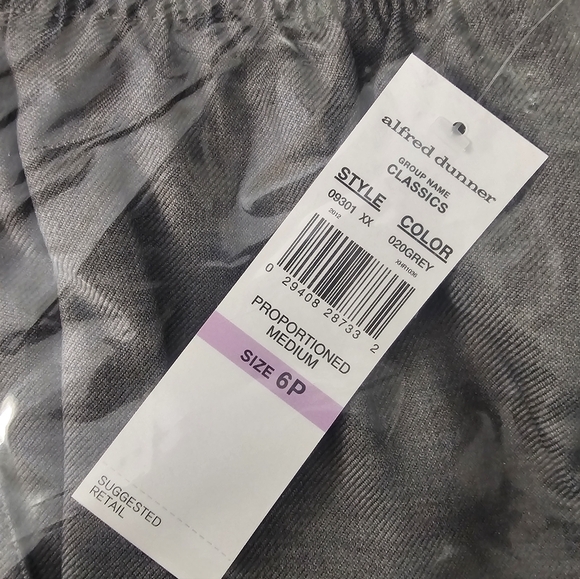 alfred dunner
GROUP NAME
CLASSICS
STYLE COLOR
09301 XX 020GREY
2012 XHR11036
0 29408 28733 2
PROPORTIONED
MEDIUM
SIZE 6P
SUGGESTED
RETAIL